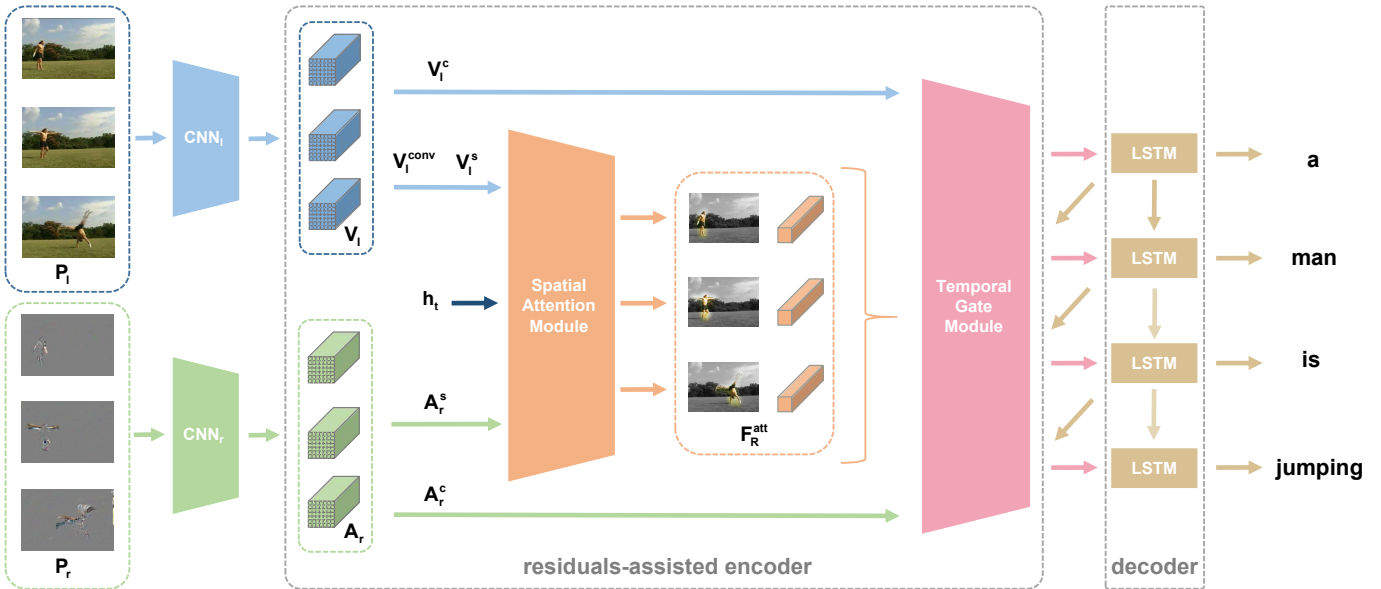 P_l
CNN_l
V_l
V_l^c
V_l^conv V_l^s
h_t
Spatial
Attention
Module
F_R^att
Temporal
Gate
Module
P_r
CNN_r
A_r
A_r^s
A_r^c
residuals-assisted encoder
LSTM
a
LSTM
man
LSTM
is
LSTM
jumping
decoder